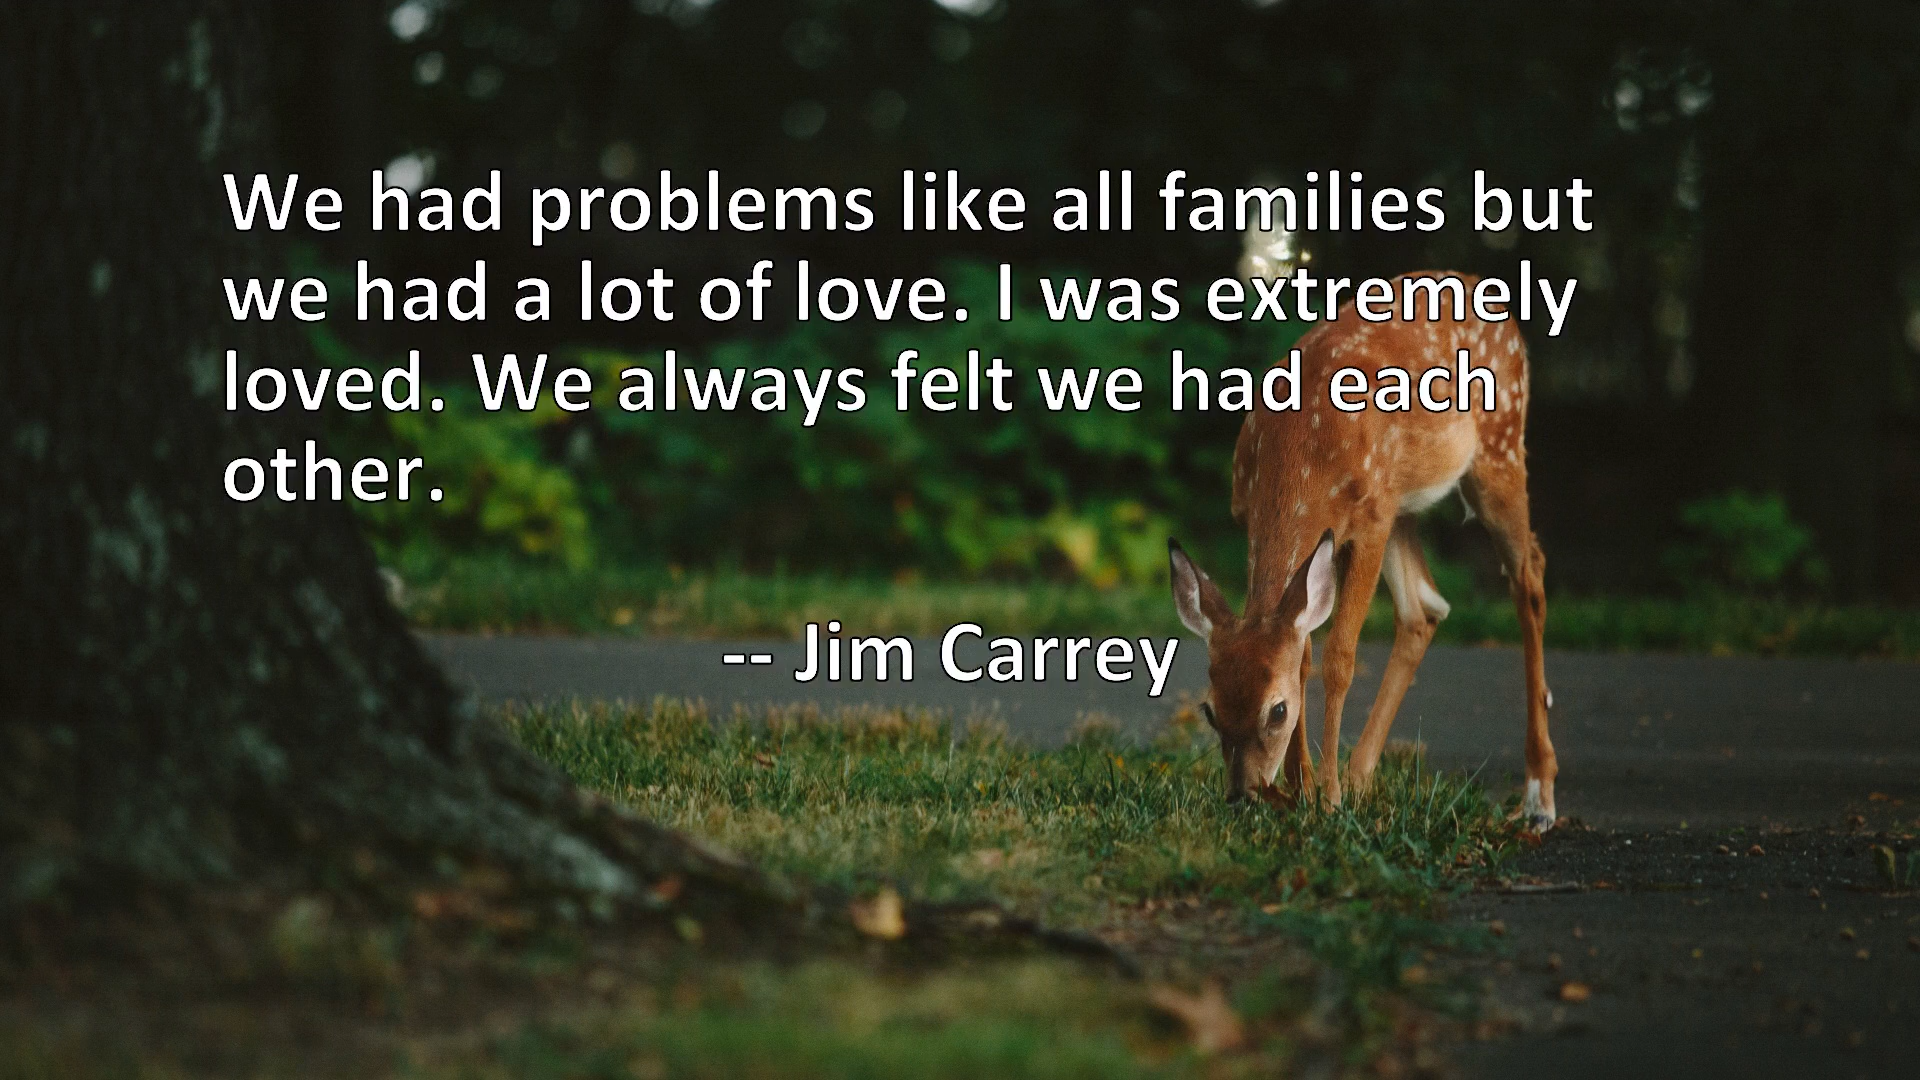 We had problems like all families but
we had a lot of love. I was extremely
loved. We always felt we had each
other.
-- Jim Carrey